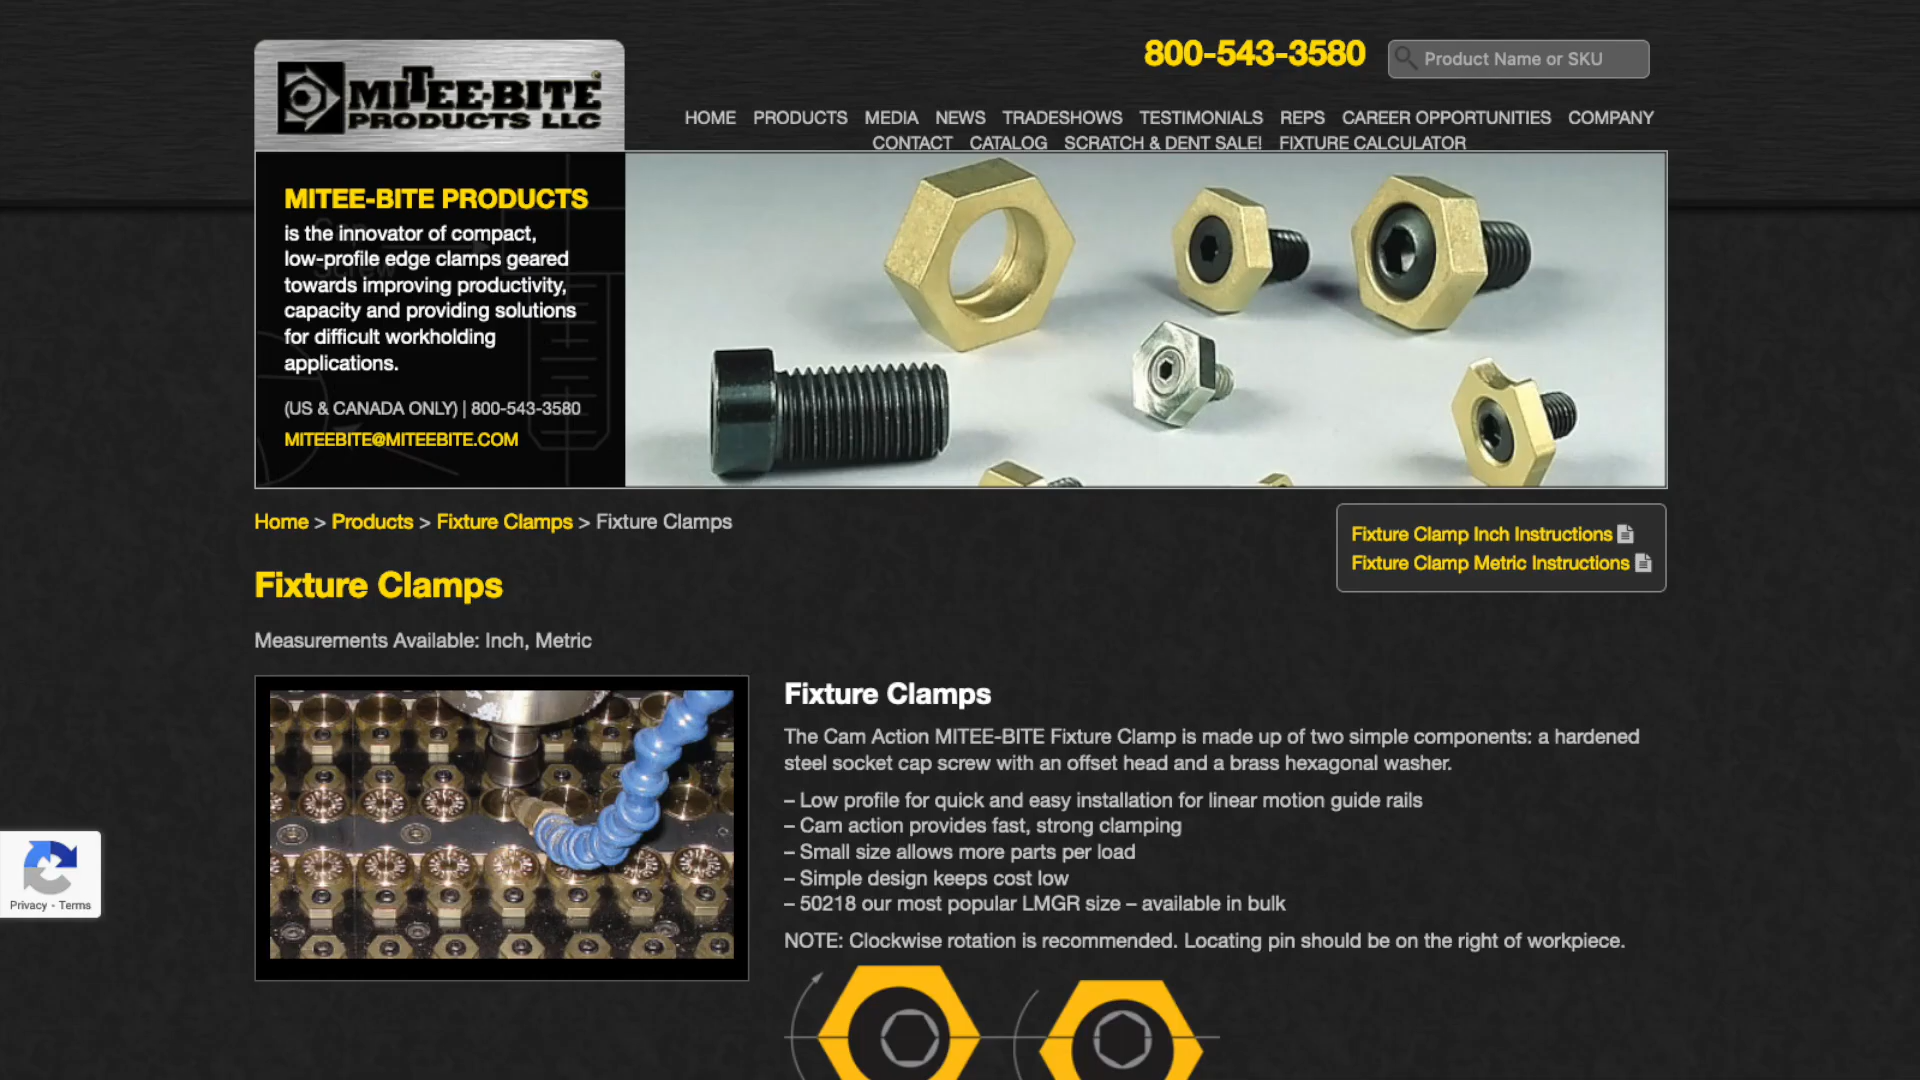 MITEE-BITE
PRODUCTS LLC
800-543-3580
Product Name or SKU
HOME PRODUCTS MEDIA NEWS TRADESHOWS TESTIMONIALS REPS CAREER OPPORTUNITIES COMPANY
CONTACT CATALOG SCRATCH & DENT SALE! FIXTURE CALCULATOR
MITEE-BITE PRODUCTS
is the innovator of compact,
low-profile edge clamps geared
towards improving productivity,
capacity and providing solutions
for difficult workholding
applications.
(US & CANADA ONLY) | 800-543-3580
MITEEBITE@MITEEBITE.COM
Home > Products > Fixture Clamps > Fixture Clamps
Fixture Clamp Inch Instructions
Fixture Clamp Metric Instructions
Fixture Clamps
Measurements Available: Inch, Metric
Fixture Clamps
The Cam Action MITEE-BITE Fixture Clamp is made up of two simple components: a hardened
steel socket cap screw with an offset head and a brass hexagonal washer.
– Low profile for quick and easy installation for linear motion guide rails
– Cam action provides fast, strong clamping
– Small size allows more parts per load
– Simple design keeps cost low
– 50218 our most popular LMGR size – available in bulk
NOTE: Clockwise rotation is recommended. Locating pin should be on the right of workpiece.
Privacy - Terms